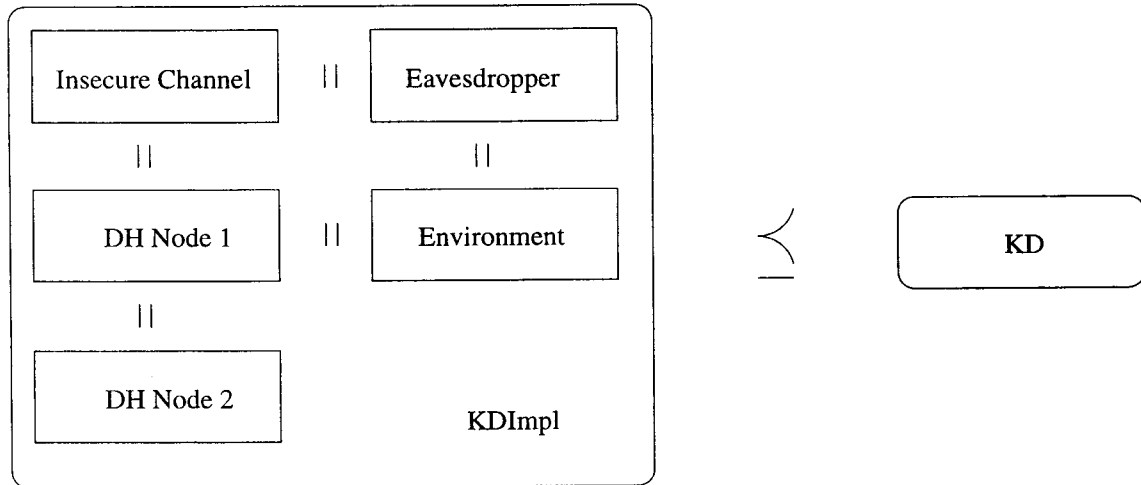 Insecure Channel || Eavesdropper
|| ||
DH Node 1 || Environment ⪯ KD
||
DH Node 2
KDImpl